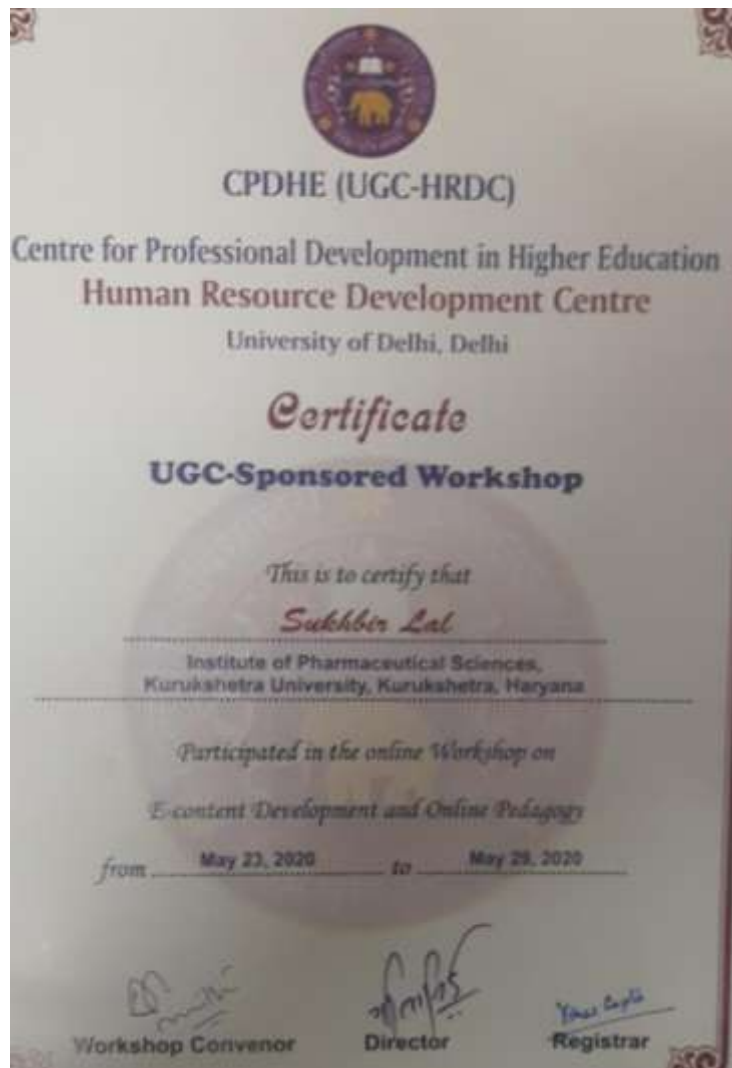 CPDHE (UGC-HRDC)
Centre for Professional Development in Higher Education
Human Resource Development Centre
University of Delhi, Delhi
Certificate
UGC-Sponsored Workshop
This is to certify that
Sukhbir Lal
Institute of Pharmaceutical Sciences,
Kurukshetra University, Kurukshetra, Haryana
Participated in the online Workshop on
E-content Development and Online Pedagogy
from May 23, 2020 to May 29, 2020
Workshop Convenor Director Registrar